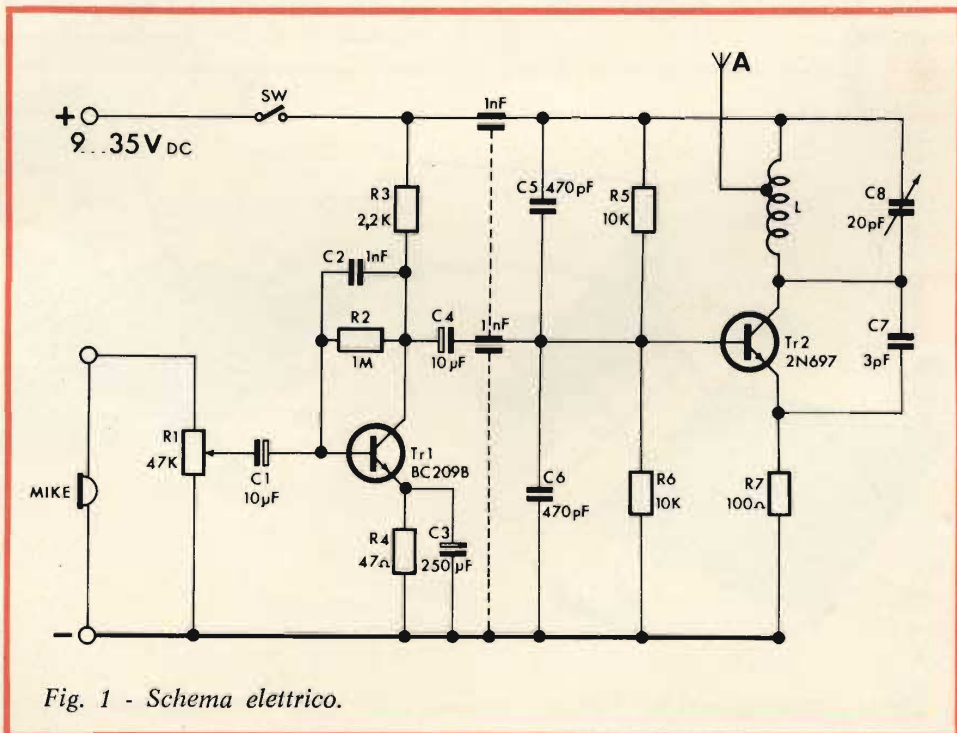 A
SW
1nF
+
9...35V DC
R3
2,2K
C5 470pF
R5
10K
L
C8
20pF
C2
1nF
R2
1M
C4
10µF
1nF
Tr2
2N697
C7
3pF
R1
47K
C1
10µF
Tr1
BC209B
MIKE
C6
470pF
R6
10K
R7
100Ω
R4
47Ω
C3
250µF
-
Fig. 1 - Schema elettrico.